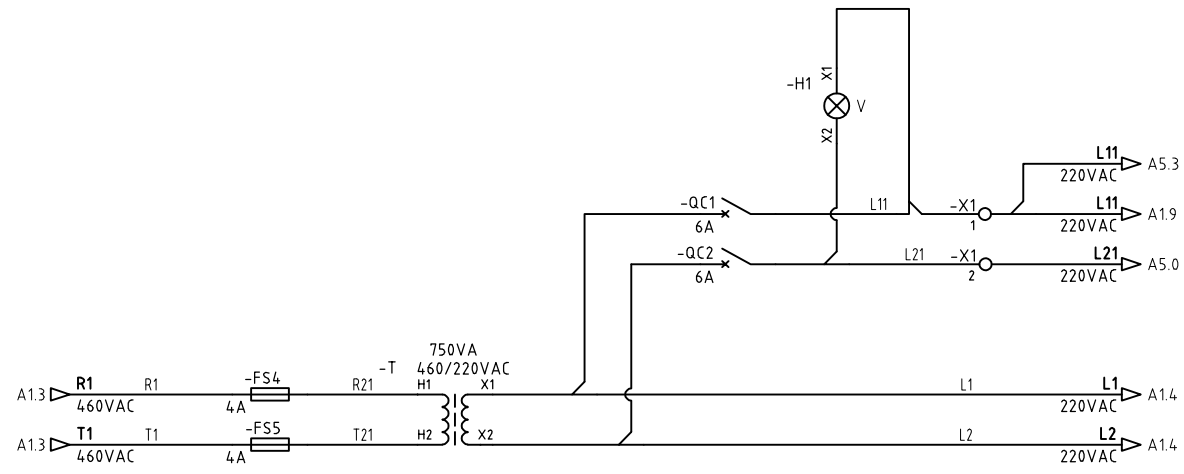 X1
-H1
V
X2
L11
220VAC
A5.3
-QC1
6A
L11
-X1
1
L11
220VAC
A1.9
-QC2
6A
L21
-X1
2
L21
220VAC
A5.0
750VA
-T
460/220VAC
A1.3
R1
460VAC
R1
-FS4
4A
R21
H1
X1
L1
L1
220VAC
A1.4
A1.3
T1
460VAC
T1
-FS5
4A
T21
H2
X2
L2
L2
220VAC
A1.4